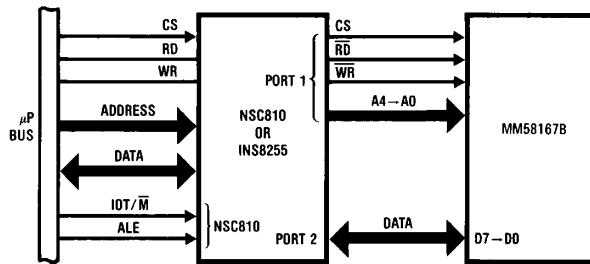 CS
RD
WR
ADDRESS
μP
BUS
DATA
IOT/M̅
ALE
NSC810
PORT 1
NSC810
OR
INS8255
PORT 2
CS
R̅D̅
W̅R̅
A4→A0
DATA
MM58167B
D7→D0